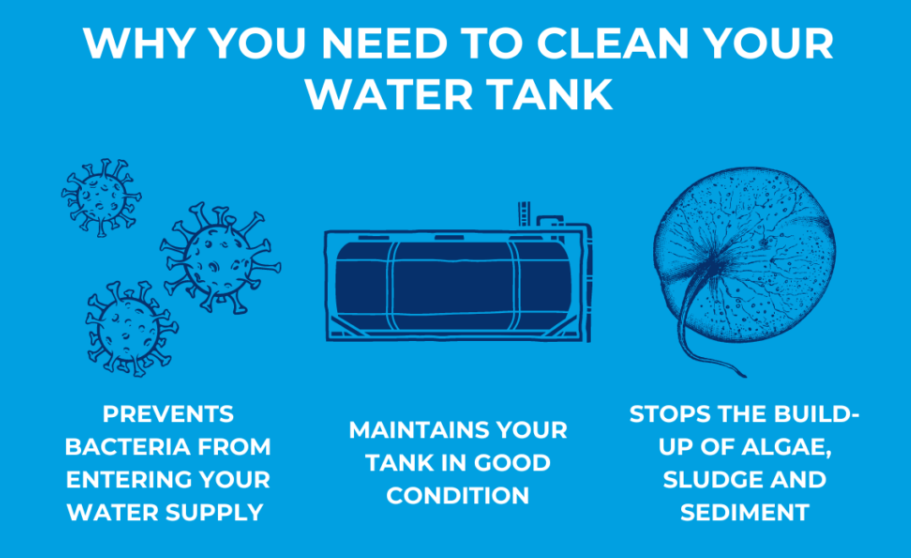 WHY YOU NEED TO CLEAN YOUR
WATER TANK
PREVENTS
BACTERIA FROM
ENTERING YOUR
WATER SUPPLY
MAINTAINS YOUR
TANK IN GOOD
CONDITION
STOPS THE BUILD-
UP OF ALGAE,
SLUDGE AND
SEDIMENT